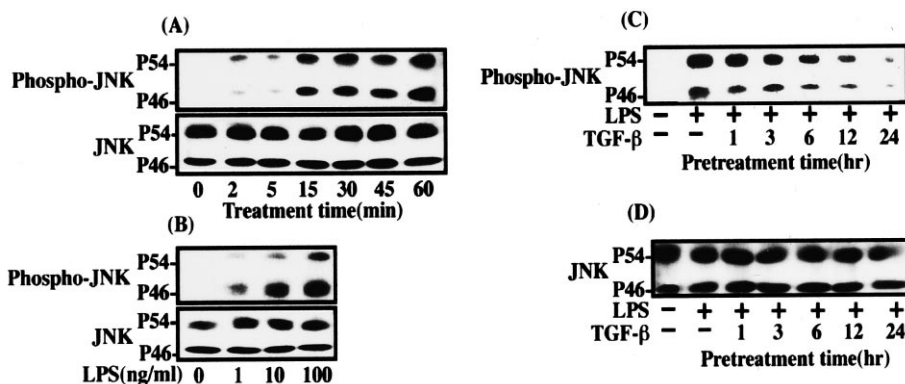 (A)
P54
Phospho-JNK
P46
P54
JNK
P46
0 2 5 15 30 45 60
Treatment time(min)
(B)
P54
Phospho-JNK
P46
P54
JNK
P46
LPS(ng/ml) 0 1 10 100
(C)
P54
Phospho-JNK
P46
LPS − + + + + + +
TGF-β − − 1 3 6 12 24
Pretreatment time(hr)
(D)
P54
JNK
P46
LPS − + + + + + +
TGF-β − − 1 3 6 12 24
Pretreatment time(hr)